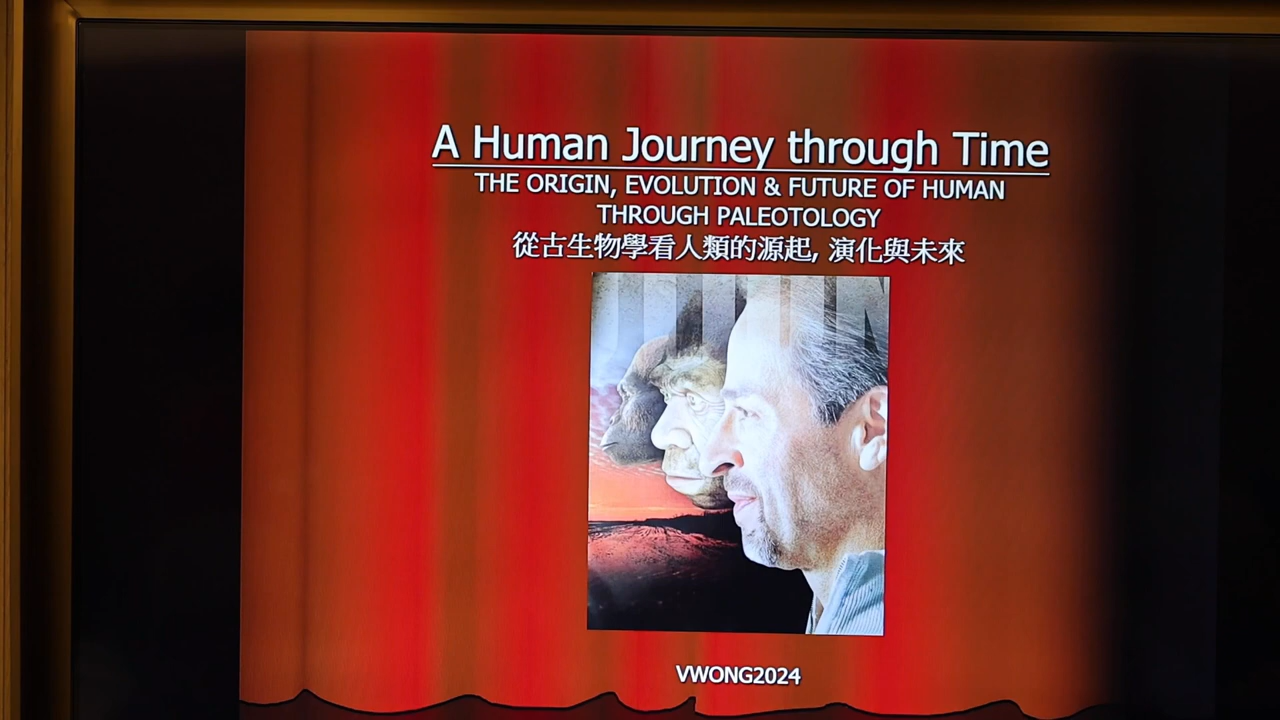 A Human Journey through Time
THE ORIGIN, EVOLUTION & FUTURE OF HUMAN
THROUGH PALEOTOLOGY
從古生物學看人類的源起, 演化與未來
VWONG2024